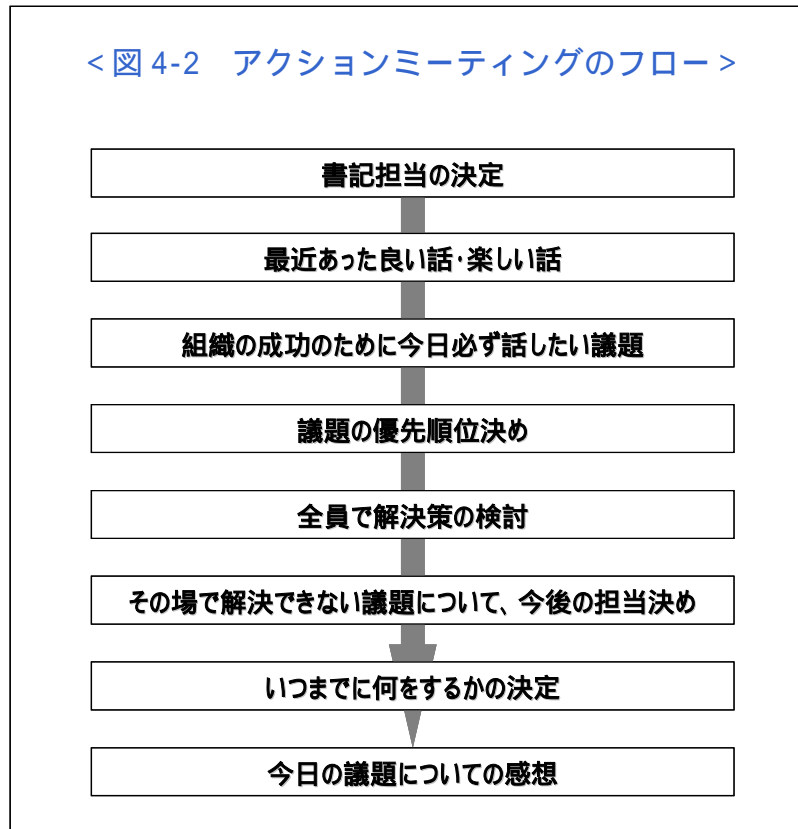 <図 4-2　アクションミーティングのフロー>
書記担当の決定
最近あった良い話・楽しい話
組織の成功のために今日必ず話したい議題
議題の優先順位決め
全員で解決策の検討
その場で解決できない議題について、今後の担当決め
いつまでに何をするかの決定
今日の議題についての感想